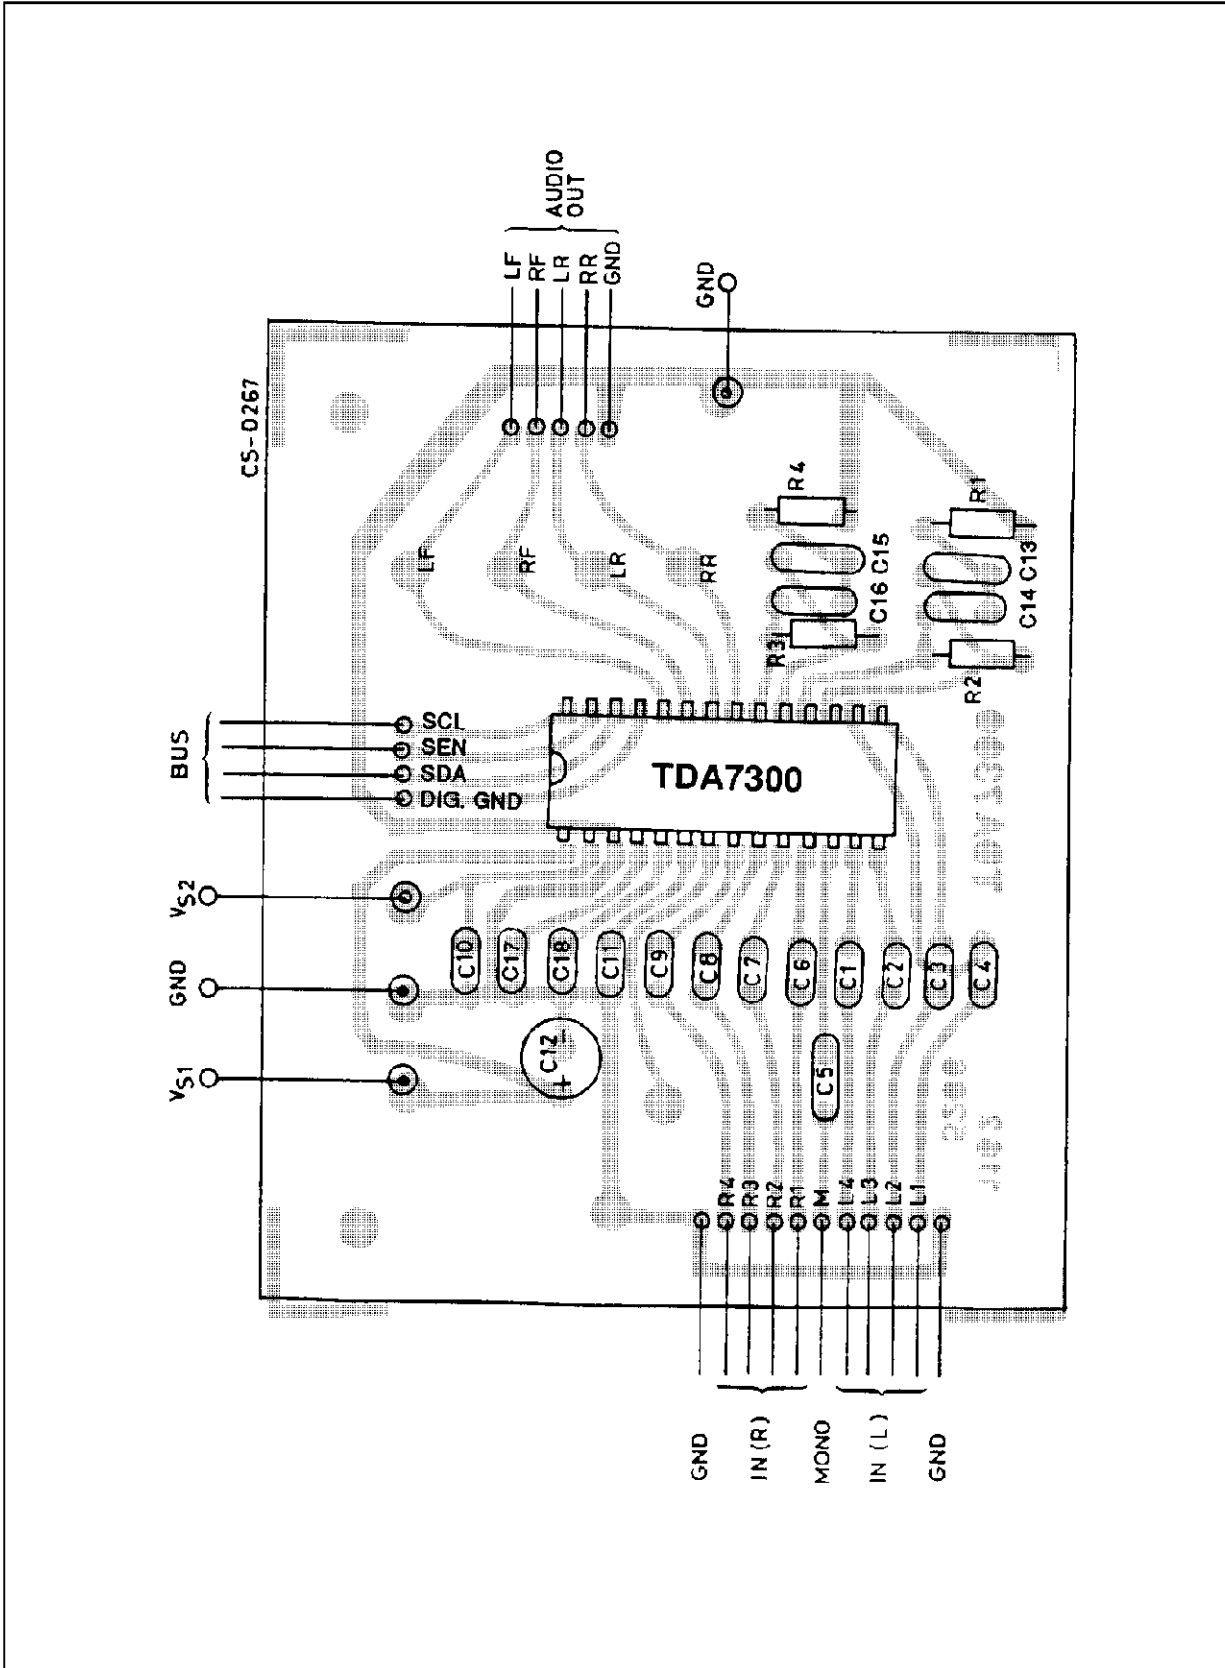 CS-0267
AUDIO
OUT
LF
RF
LR
RR
GND
GND
BUS
SCL
SEN
SDA
DIG. GND
VS2
GND
VS1
LF
RF
LR
RR
R4
C15
C16
R3
R1
C13
C14
R2
TDA7300
C10
C17
C18
C11
C9
C8
C7
C6
C1
C2
C3
C4
C12
+
-
C5
R4
R3
R2
R1
M
L4
L3
L2
L1
GND
IN (R)
MONO
IN (L)
GND
TDA 7300